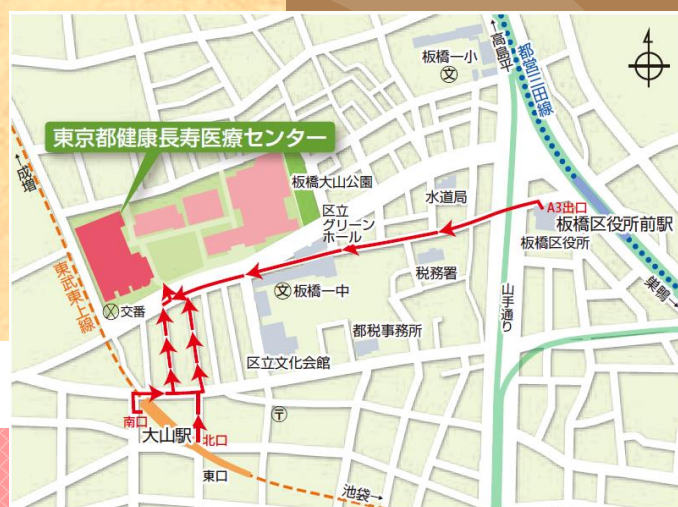 板橋一小
文
↑高島平
都営三田線
東京都健康長寿医療センター
←成増
板橋大山公園
水道局
A3出口
板橋区役所前駅
区立
グリーン
ホール
板橋区役所
税務署
東武東上線
文 板橋一中
山手通り
巣鴨→
交番
都税事務所
区立文化会館
南口
〒
大山駅
北口
東口
池袋→